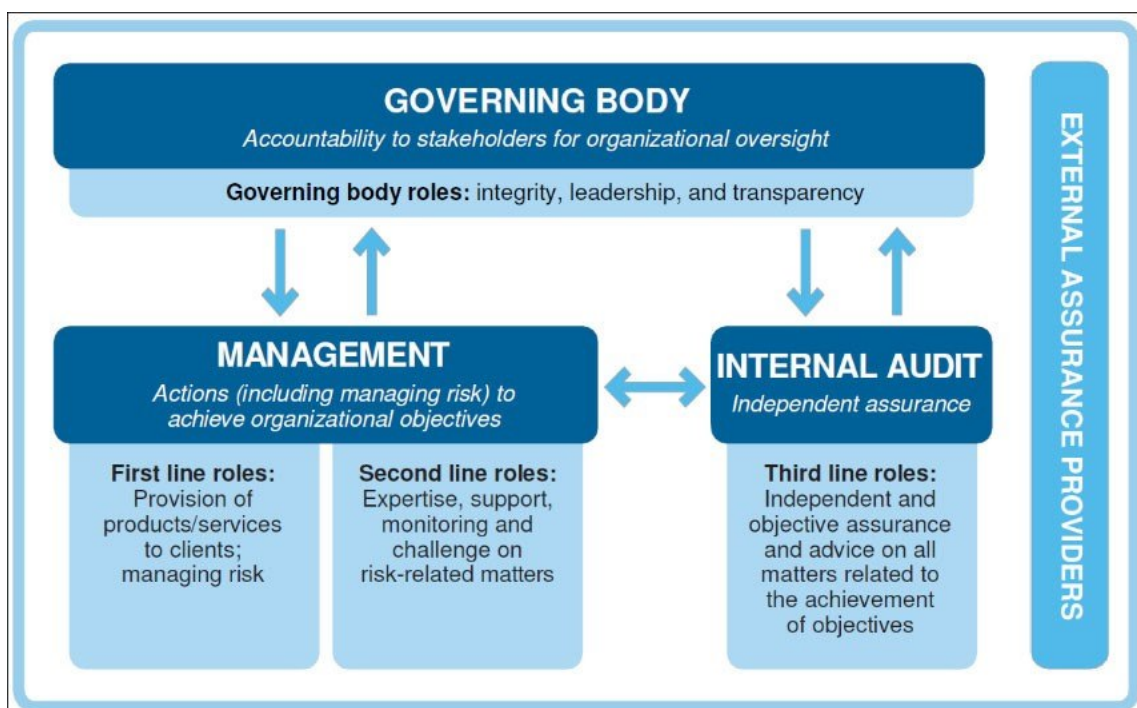 GOVERNING BODY
Accountability to stakeholders for organizational oversight
Governing body roles: integrity, leadership, and transparency
MANAGEMENT
Actions (including managing risk) to
achieve organizational objectives
First line roles:
Provision of
products/services
to clients;
managing risk
Second line roles:
Expertise, support,
monitoring and
challenge on
risk-related matters
INTERNAL AUDIT
Independent assurance
Third line roles:
Independent and
objective assurance
and advice on all
matters related to
the achievement
of objectives
EXTERNAL ASSURANCE PROVIDERS